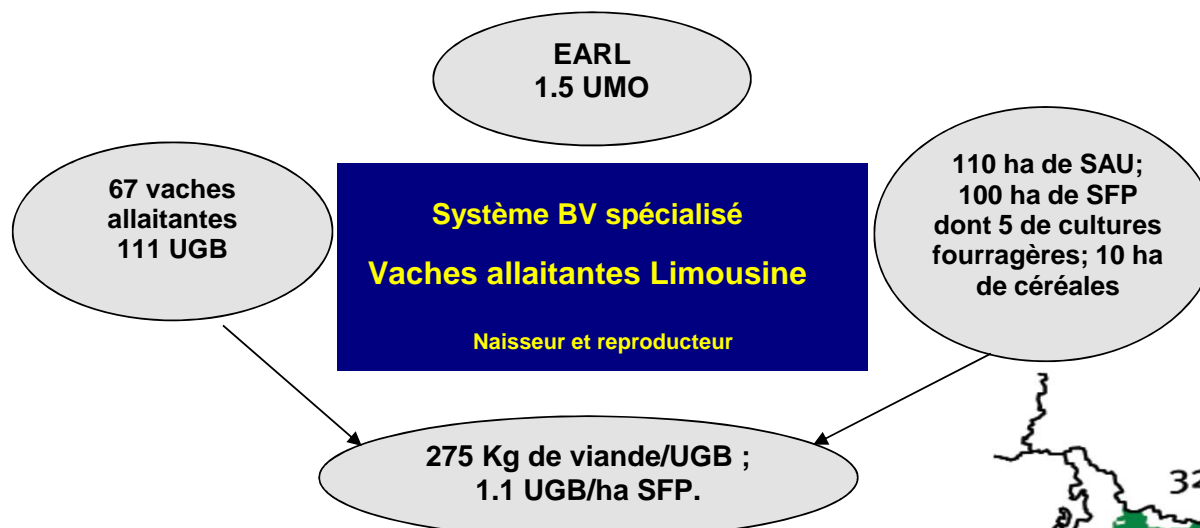 EARL
1.5 UMO
67 vaches
allaitantes
111 UGB
Système BV spécialisé
Vaches allaitantes Limousine
Naisseur et reproducteur
110 ha de SAU;
100 ha de SFP
dont 5 de cultures
fourragères; 10 ha
de céréales
275 Kg de viande/UGB ;
1.1 UGB/ha SFP.
32